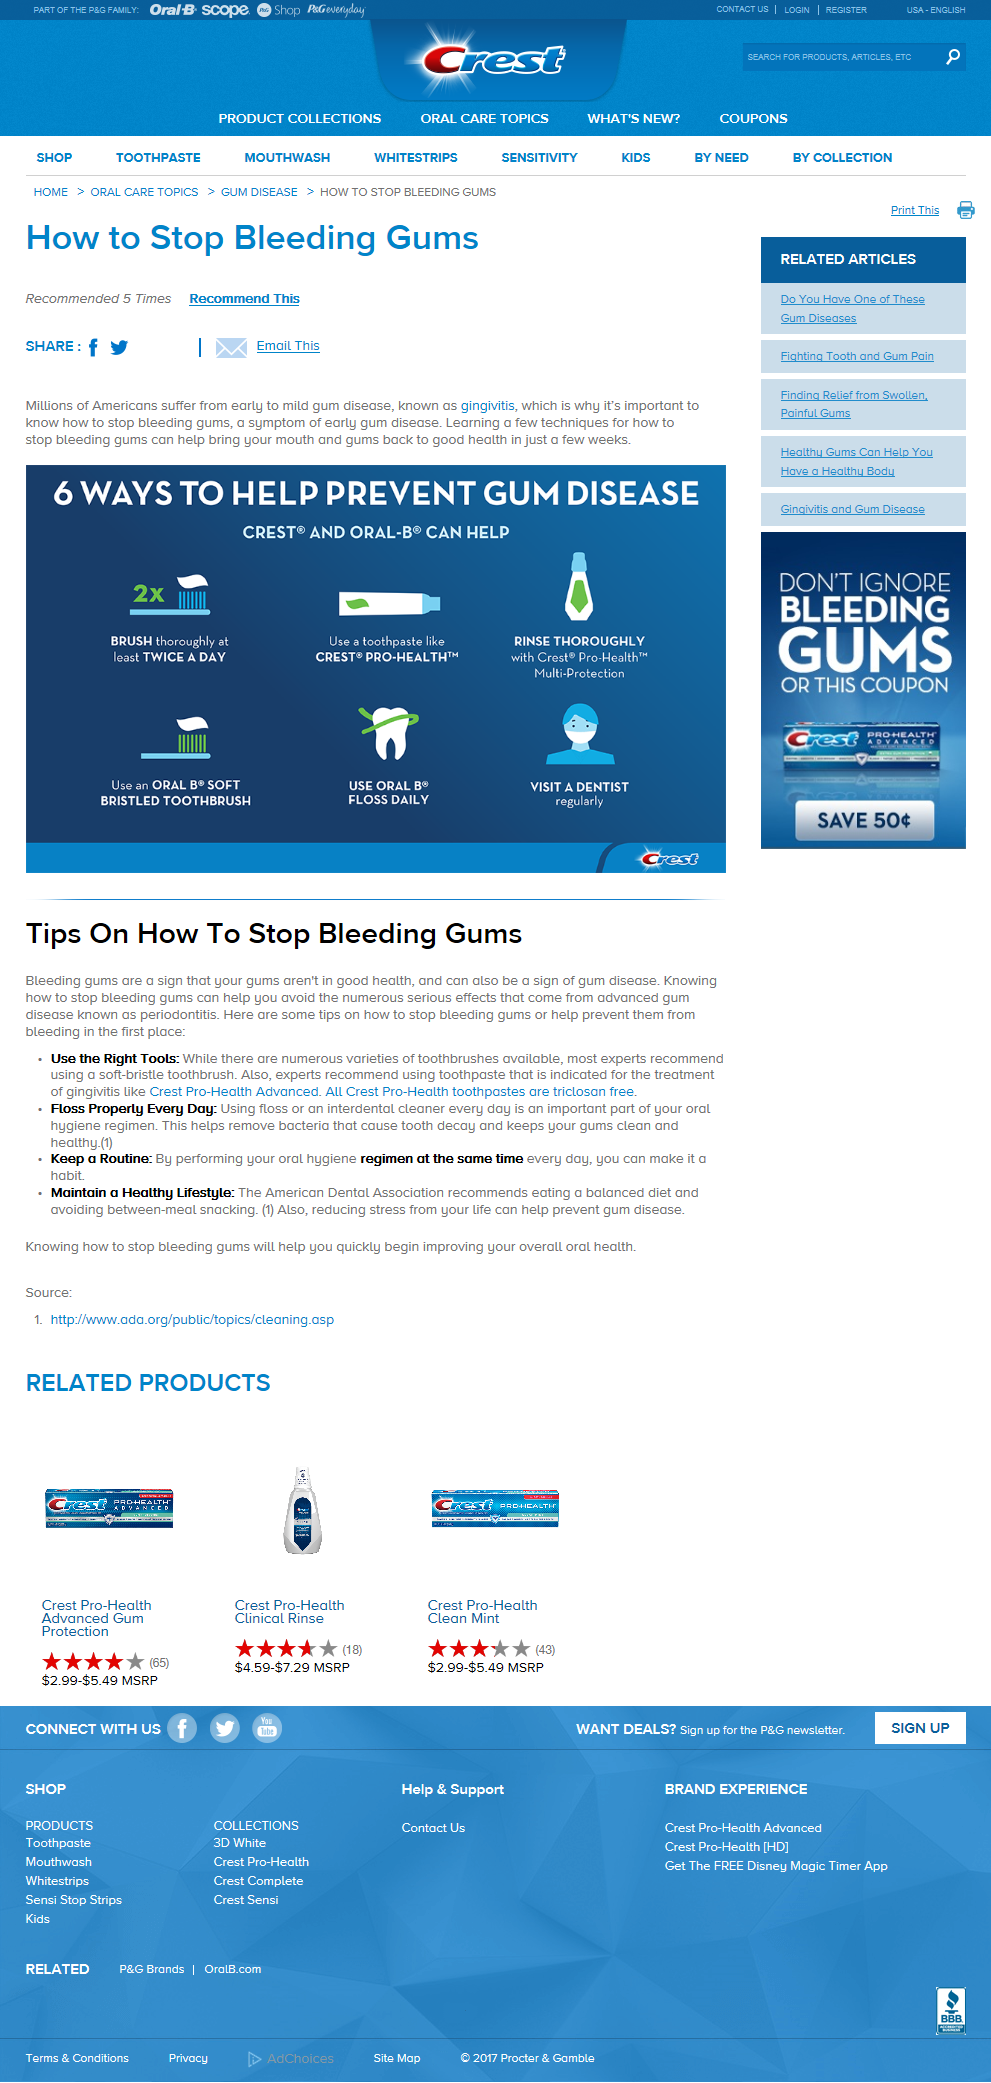 PART OF THE P&G FAMILY: Oral-B scope P&G Shop P&G everyday
CONTACT US | LOGIN | REGISTER USA - ENGLISH
Crest
SEARCH FOR PRODUCTS, ARTICLES, ETC
PRODUCT COLLECTIONS ORAL CARE TOPICS WHAT'S NEW? COUPONS
SHOP TOOTHPASTE MOUTHWASH WHITESTRIPS SENSITIVITY KIDS BY NEED BY COLLECTION
HOME > ORAL CARE TOPICS > GUM DISEASE > HOW TO STOP BLEEDING GUMS
Print This
How to Stop Bleeding Gums
Recommended 5 Times Recommend This
SHARE : | Email This
Millions of Americans suffer from early to mild gum disease, known as gingivitis, which is why it's important to
know how to stop bleeding gums, a symptom of early gum disease. Learning a few techniques for how to
stop bleeding gums can help bring your mouth and gums back to good health in just a few weeks.
6 WAYS TO HELP PREVENT GUM DISEASE
CREST® AND ORAL-B® CAN HELP
2x
BRUSH thoroughly at
least TWICE A DAY
Use a toothpaste like
CREST® PRO-HEALTH™
RINSE THOROUGHLY
with Crest® Pro-Health™
Multi-Protection
Use an ORAL B® SOFT
BRISTLED TOOTHBRUSH
USE ORAL B®
FLOSS DAILY
VISIT A DENTIST
regularly
Crest
RELATED ARTICLES
Do You Have One of These
Gum Diseases
Fighting Tooth and Gum Pain
Finding Relief from Swollen,
Painful Gums
Healthy Gums Can Help You
Have a Healthy Body
Gingivitis and Gum Disease
DON'T IGNORE
BLEEDING
GUMS
OR THIS COUPON
Crest PRO-HEALTH
ADVANCED
SAVE 50¢
Tips On How To Stop Bleeding Gums
Bleeding gums are a sign that your gums aren't in good health, and can also be a sign of gum disease. Knowing
how to stop bleeding gums can help you avoid the numerous serious effects that come from advanced gum
disease known as periodontitis. Here are some tips on how to stop bleeding gums or help prevent them from
bleeding in the first place:
• Use the Right Tools: While there are numerous varieties of toothbrushes available, most experts recommend
using a soft-bristle toothbrush. Also, experts recommend using toothpaste that is indicated for the treatment
of gingivitis like Crest Pro-Health Advanced. All Crest Pro-Health toothpastes are triclosan free.
• Floss Properly Every Day: Using floss or an interdental cleaner every day is an important part of your oral
hygiene regimen. This helps remove bacteria that cause tooth decay and keeps your gums clean and
healthy.(1)
• Keep a Routine: By performing your oral hygiene regimen at the same time every day, you can make it a
habit.
• Maintain a Healthy Lifestyle: The American Dental Association recommends eating a balanced diet and
avoiding between-meal snacking. (1) Also, reducing stress from your life can help prevent gum disease.
Knowing how to stop bleeding gums will help you quickly begin improving your overall oral health.
Source:
1. http://www.ada.org/public/topics/cleaning.asp
RELATED PRODUCTS
Crest PRO-HEALTH
ADVANCED
Crest PRO-HEALTH
Crest Pro-Health
Advanced Gum
Protection
(65)
$2.99-$5.49 MSRP
Crest Pro-Health
Clinical Rinse
(18)
$4.59-$7.29 MSRP
Crest Pro-Health
Clean Mint
(43)
$2.99-$5.49 MSRP
CONNECT WITH US You Tube
WANT DEALS? Sign up for the P&G newsletter. SIGN UP
SHOP
PRODUCTS
Toothpaste
Mouthwash
Whitestrips
Sensi Stop Strips
Kids
COLLECTIONS
3D White
Crest Pro-Health
Crest Complete
Crest Sensi
Help & Support
Contact Us
BRAND EXPERIENCE
Crest Pro-Health Advanced
Crest Pro-Health [HD]
Get The FREE Disney Magic Timer App
RELATED P&G Brands | OralB.com
BBB
ACCREDITED
BUSINESS
Terms & Conditions Privacy AdChoices Site Map © 2017 Procter & Gamble